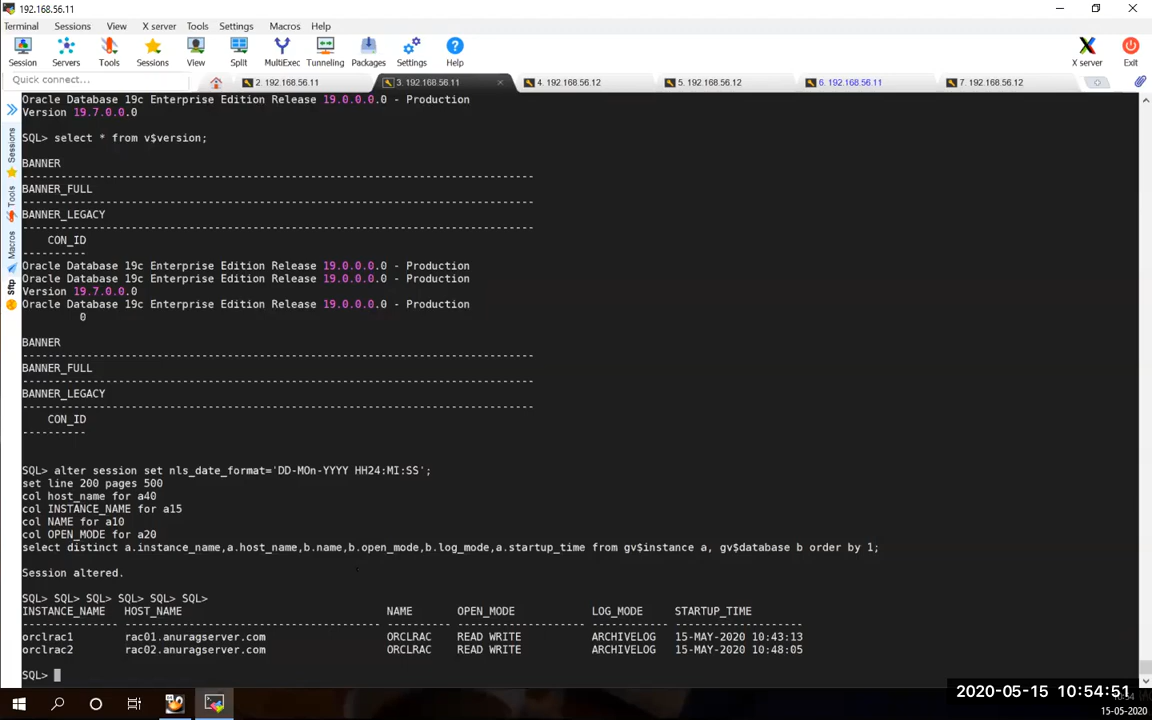 192.168.56.11
Terminal Sessions View X server Tools Settings Macros Help
Session Servers Tools Sessions View Split MultiExec Tunneling Packages Settings Help X server Exit
Quick connect... 2. 192.168.56.11 3. 192.168.56.11 4. 192.168.56.12 5. 192.168.56.12 6. 192.168.56.11 7. 192.168.56.12
Sessions
Tools
Macros
Sftp
Oracle Database 19c Enterprise Edition Release 19.0.0.0.0 - Production
Version 19.7.0.0.0
SQL> select * from v$version;
BANNER
--------------------------------------------------------------------------------
BANNER_FULL
--------------------------------------------------------------------------------
BANNER_LEGACY
--------------------------------------------------------------------------------
CON_ID
----------
Oracle Database 19c Enterprise Edition Release 19.0.0.0.0 - Production
Oracle Database 19c Enterprise Edition Release 19.0.0.0.0 - Production
Version 19.7.0.0.0
Oracle Database 19c Enterprise Edition Release 19.0.0.0.0 - Production
0
BANNER
--------------------------------------------------------------------------------
BANNER_FULL
--------------------------------------------------------------------------------
BANNER_LEGACY
--------------------------------------------------------------------------------
CON_ID
----------
SQL> alter session set nls_date_format='DD-MOn-YYYY HH24:MI:SS';
set line 200 pages 500
col host_name for a40
col INSTANCE_NAME for a15
col NAME for a10
col OPEN_MODE for a20
select distinct a.instance_name,a.host_name,b.name,b.open_mode,b.log_mode,a.startup_time from gv$instance a, gv$database b order by 1;
Session altered.
SQL> SQL> SQL> SQL> SQL> SQL>
INSTANCE_NAME HOST_NAME NAME OPEN_MODE LOG_MODE STARTUP_TIME
--------------- ---------------------------------------- ---------- -------------------- ------------ --------------------
orclrac1 rac01.anuragserver.com ORCLRAC READ WRITE ARCHIVELOG 15-MAY-2020 10:43:13
orclrac2 rac02.anuragserver.com ORCLRAC READ WRITE ARCHIVELOG 15-MAY-2020 10:48:05
SQL>
2020-05-15 10:54:51
15-05-2020